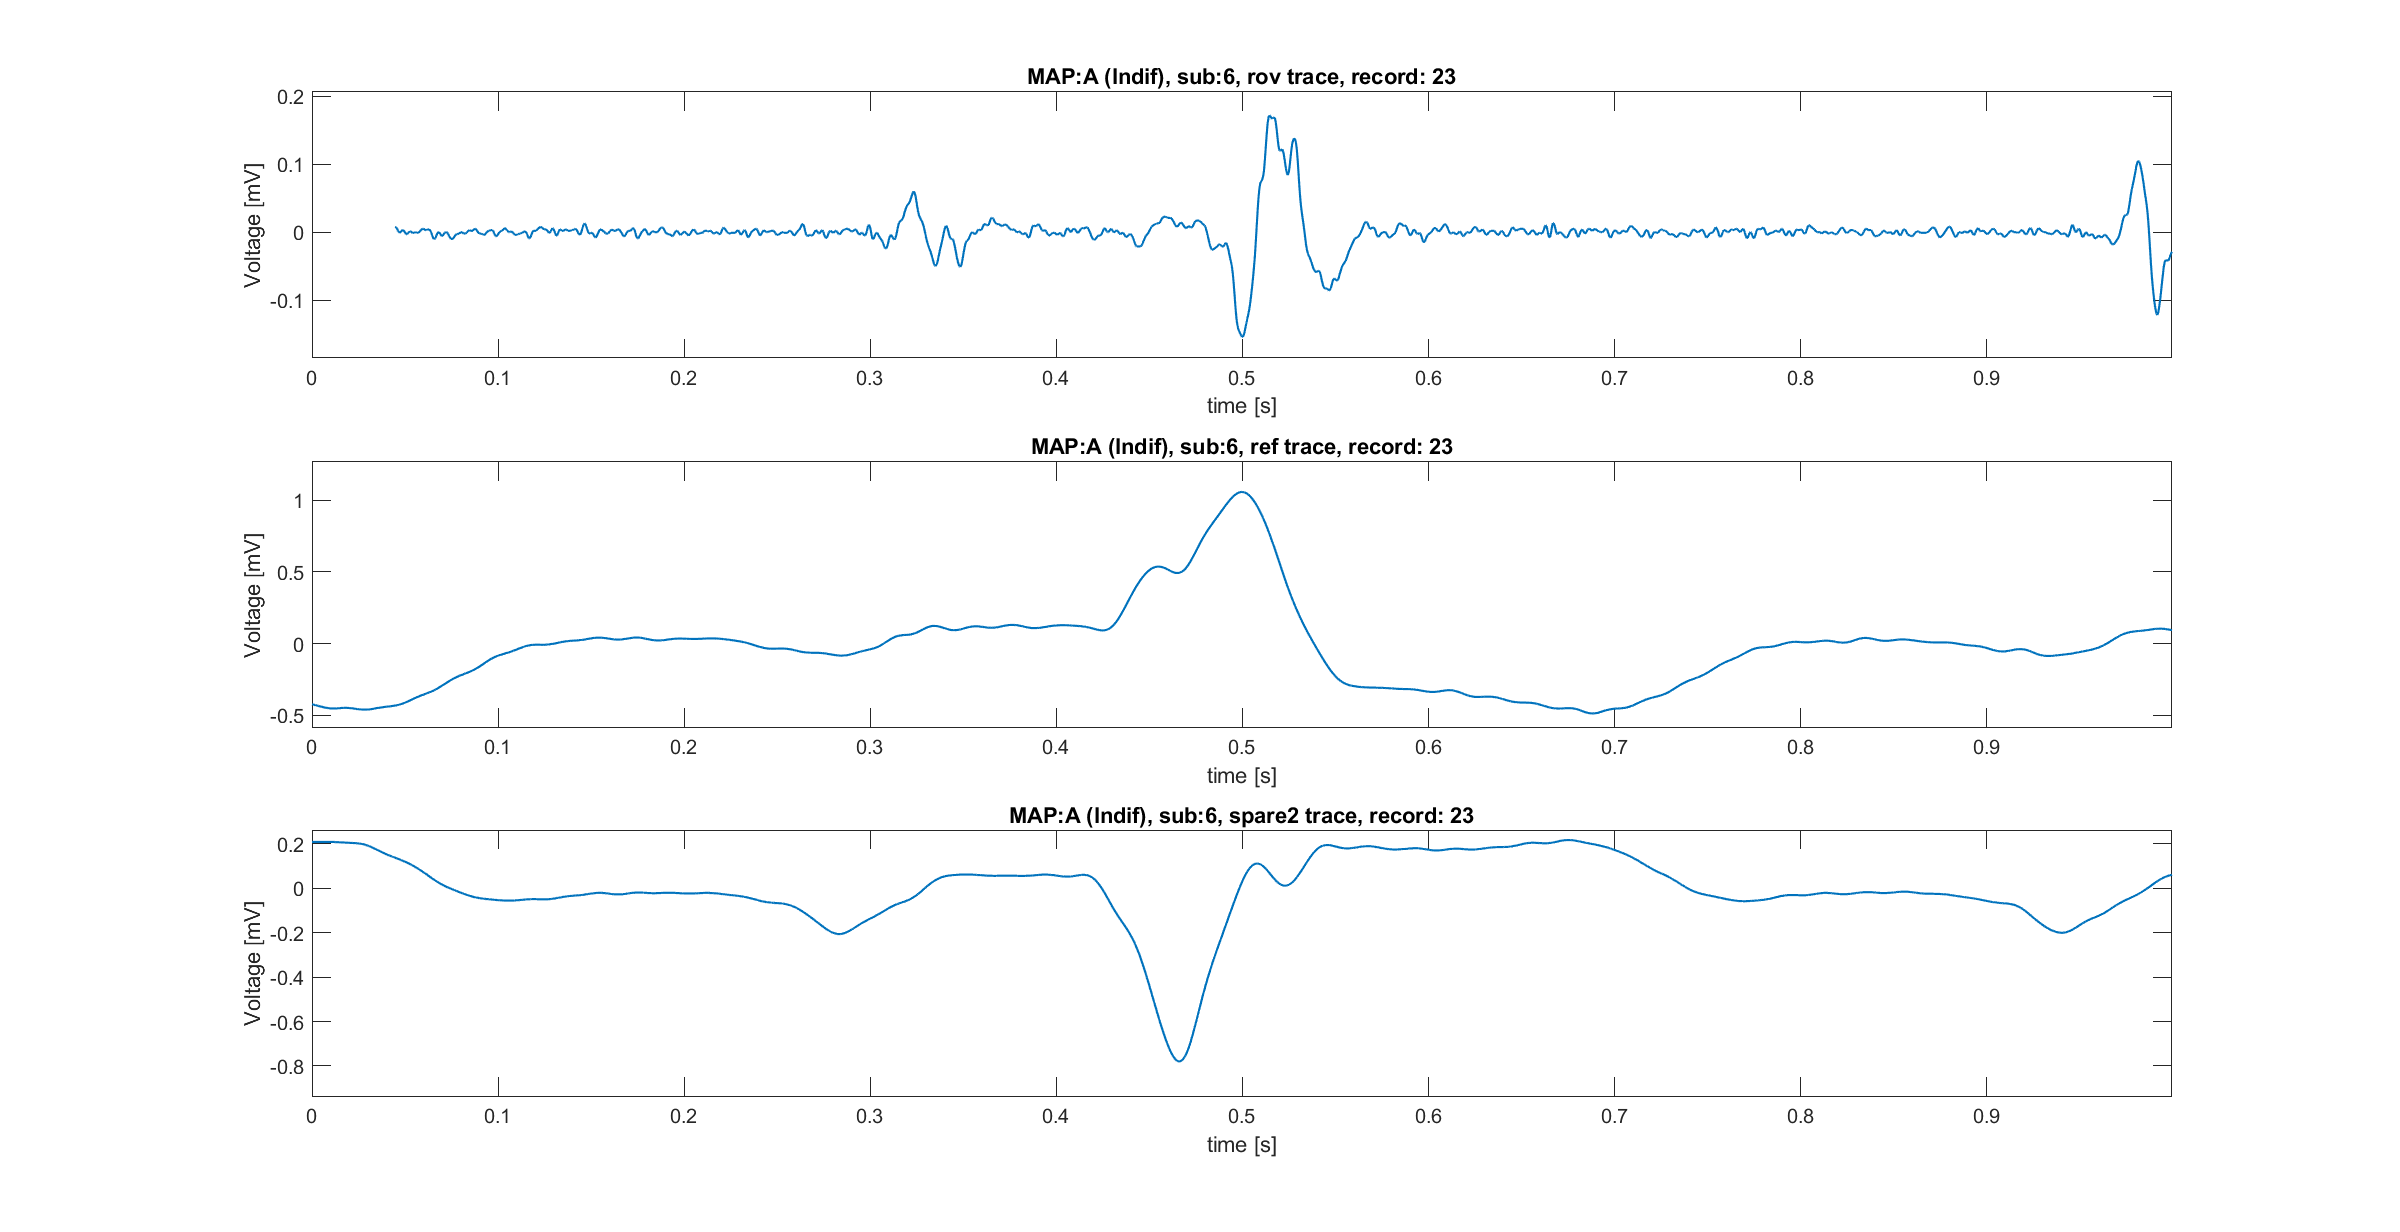 MAP:A (Indif), sub:6, rov trace, record: 23
Voltage [mV]
0.2
0.1
0
-0.1
0 0.1 0.2 0.3 0.4 0.5 0.6 0.7 0.8 0.9
time [s]
MAP:A (Indif), sub:6, ref trace, record: 23
Voltage [mV]
1
0.5
0
-0.5
0 0.1 0.2 0.3 0.4 0.5 0.6 0.7 0.8 0.9
time [s]
MAP:A (Indif), sub:6, spare2 trace, record: 23
Voltage [mV]
0.2
0
-0.2
-0.4
-0.6
-0.8
0 0.1 0.2 0.3 0.4 0.5 0.6 0.7 0.8 0.9
time [s]